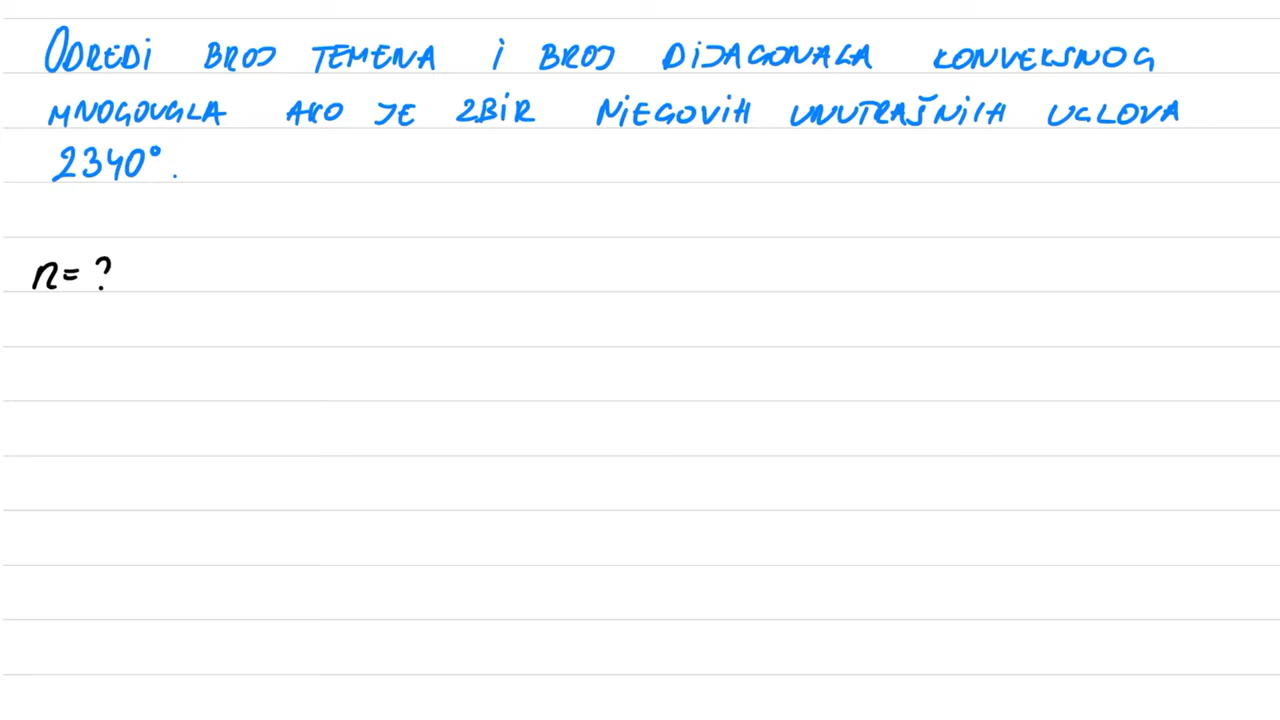 ODREDI BROJ TEMENA I BROJ DIJAGONALA KONVEKSNOG
MNOGOUGLA AKO JE ZBIR NJEGOVIH UNUTRAŠNJIH UGLOVA
2340°.
n = ?